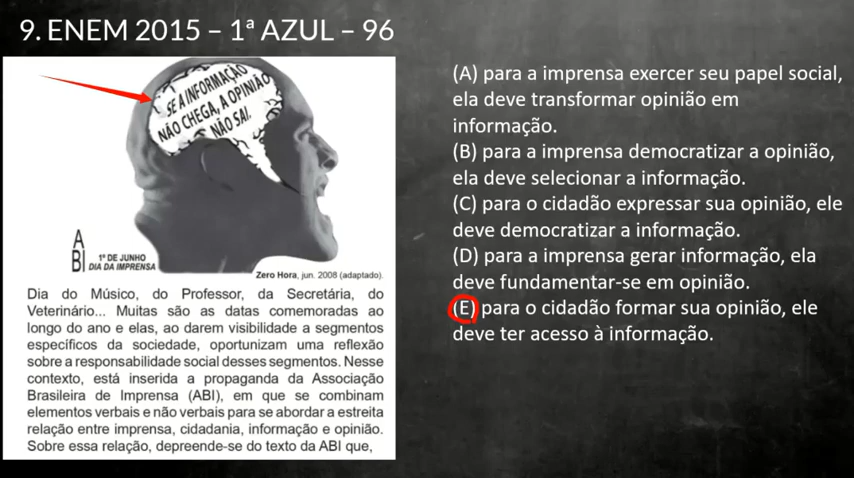 9. ENEM 2015 – 1ª AZUL – 96
SE A INFORMAÇÃO
NÃO CHEGA, A OPINIÃO
NÃO SAI.
A
BI
1º DE JUNHO
DIA DA IMPRENSA
Zero Hora, jun. 2008 (adaptado).
Dia do Músico, do Professor, da Secretária, do
Veterinário... Muitas são as datas comemoradas ao
longo do ano e elas, ao darem visibilidade a segmentos
específicos da sociedade, oportunizam uma reflexão
sobre a responsabilidade social desses segmentos. Nesse
contexto, está inserida a propaganda da Associação
Brasileira de Imprensa (ABI), em que se combinam
elementos verbais e não verbais para se abordar a estreita
relação entre imprensa, cidadania, informação e opinião.
Sobre essa relação, depreende-se do texto da ABI que,
(A) para a imprensa exercer seu papel social,
ela deve transformar opinião em
informação.
(B) para a imprensa democratizar a opinião,
ela deve selecionar a informação.
(C) para o cidadão expressar sua opinião, ele
deve democratizar a informação.
(D) para a imprensa gerar informação, ela
deve fundamentar-se em opinião.
(E) para o cidadão formar sua opinião, ele
deve ter acesso à informação.